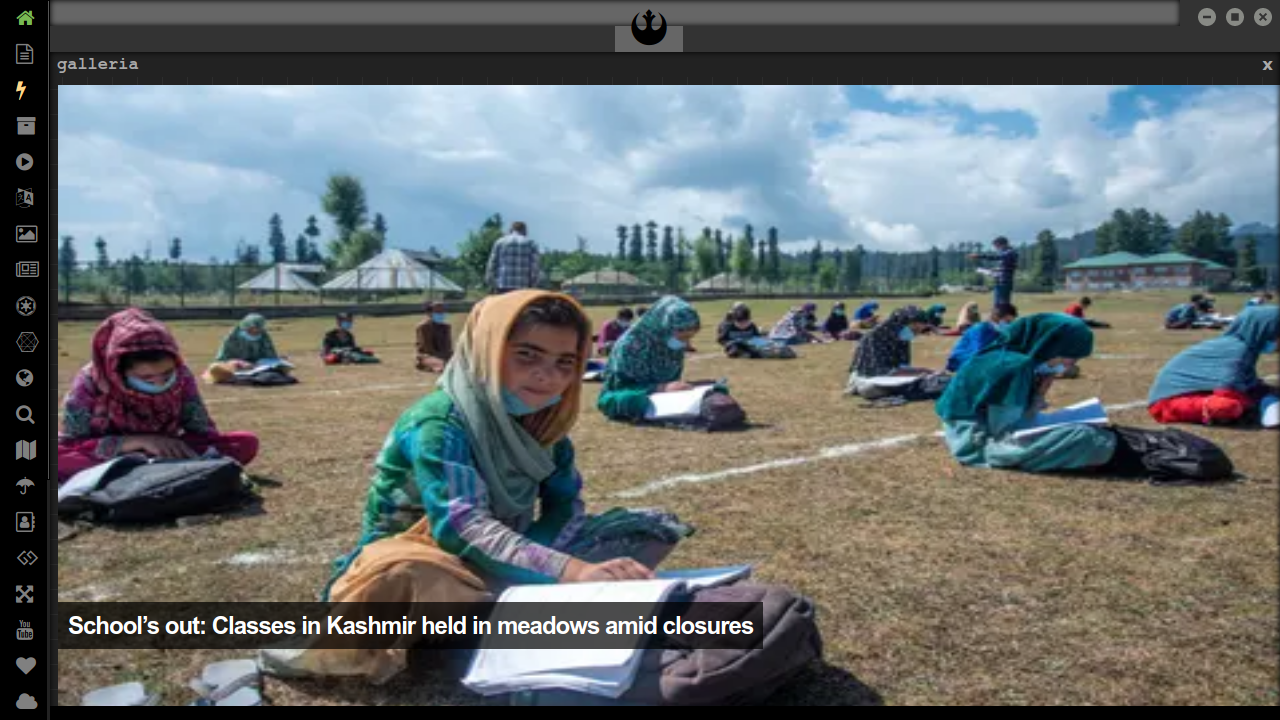 galleria
x
School’s out: Classes in Kashmir held in meadows amid closures
You
Tube